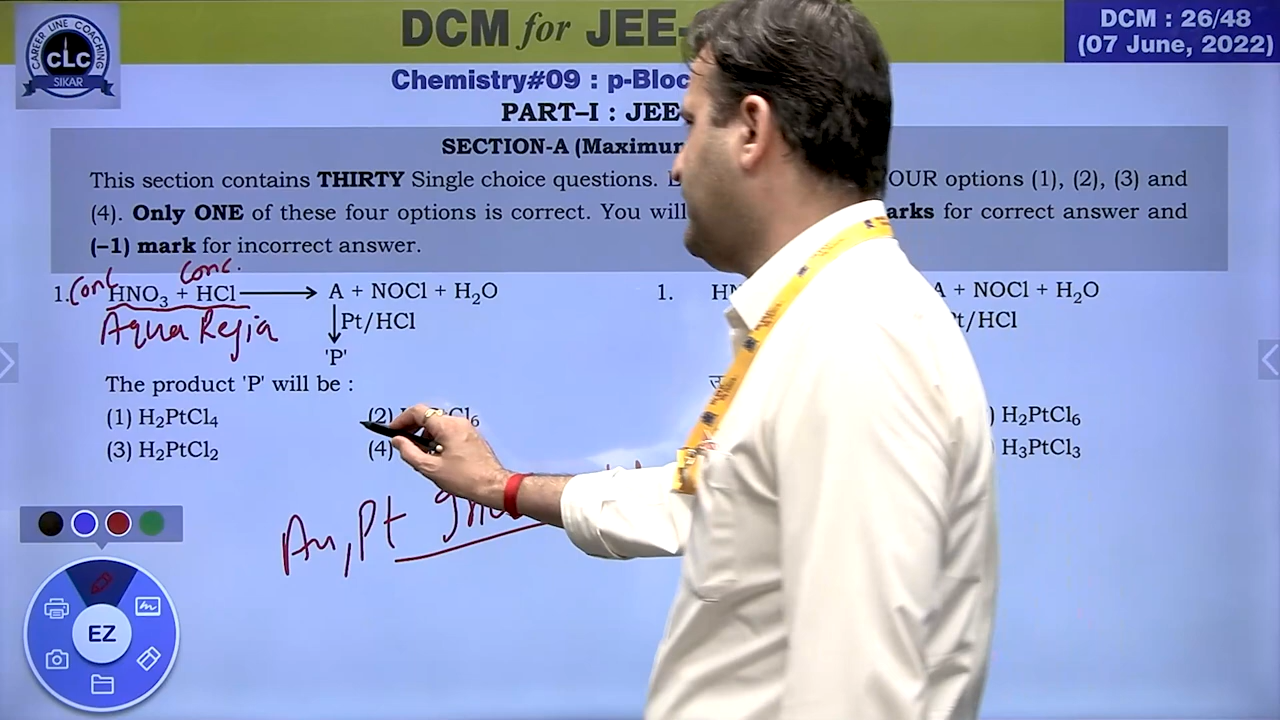 CAREER LINE COACHING
CLC
SIKAR
DCM for JEE-
DCM : 26/48
(07 June, 2022)
Chemistry#09 : p-Bloc
PART–I : JEE
SECTION-A (Maximum
This section contains THIRTY Single choice questions. OUR options (1), (2), (3) and
(4). Only ONE of these four options is correct. You will arks for correct answer and
(−1) mark for incorrect answer.
Conc Conc.
1. HNO₃ + HCl ⟶ A + NOCl + H₂O
Aqua Regia
Pt/HCl
'P'
The product 'P' will be :
(1) H₂PtCl₄ (2) Cl₆
(3) H₂PtCl₂ (4)
Au, Pt
1. HN A + NOCl + H₂O
Pt/HCl
) H₂PtCl₆
) H₃PtCl₃
EZ